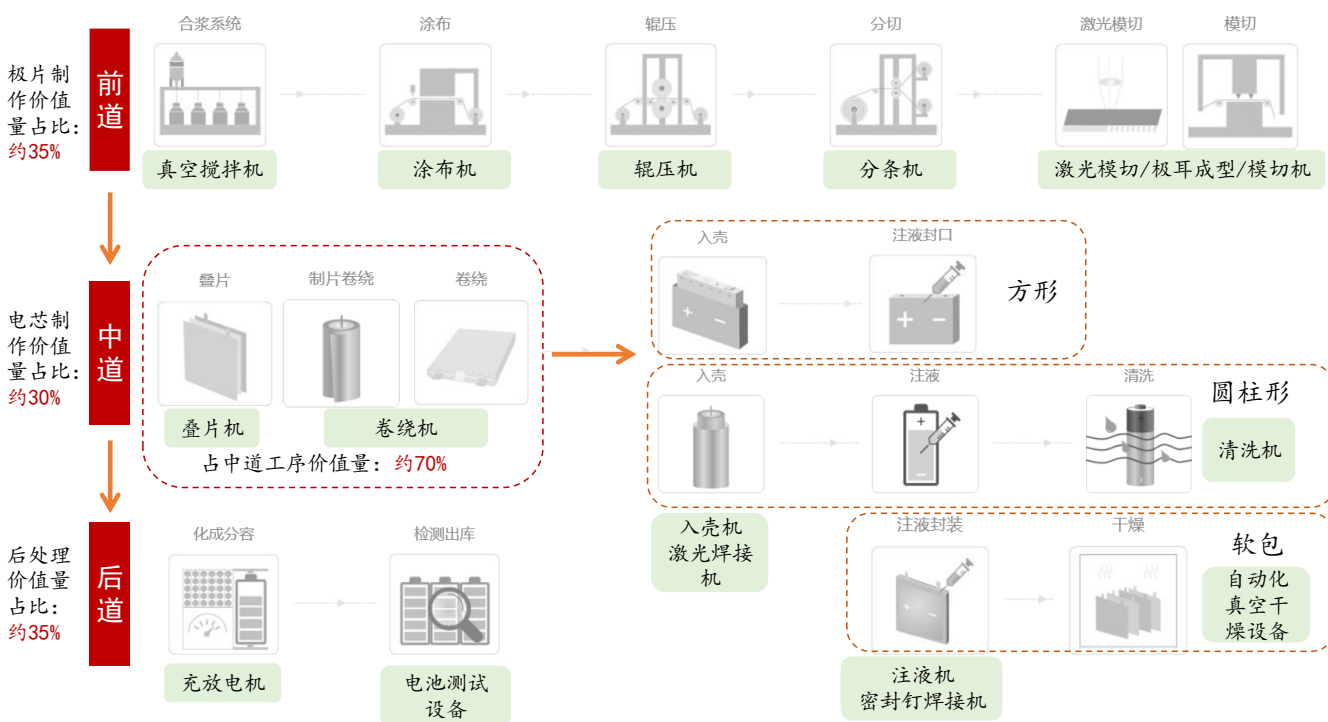 合浆系统
涂布
辊压
分切
激光模切
模切
极片制
作价值
量占比：
约35%
前
道
真空搅拌机
涂布机
辊压机
分条机
激光模切/极耳成型/模切机
电芯制
作价值
量占比：
约30%
中
道
叠片
制片卷绕
卷绕
叠片机
卷绕机
占中道工序价值量：约70%
入壳
注液封口
方形
入壳
注液
清洗
圆柱形
清洗机
入壳机
激光焊接
机
注液封装
干燥
软包
自动化
真空干
燥设备
注液机
密封钉焊接机
后处理
价值量
占比：
约35%
后
道
化成分容
检测出库
充放电机
电池测试
设备